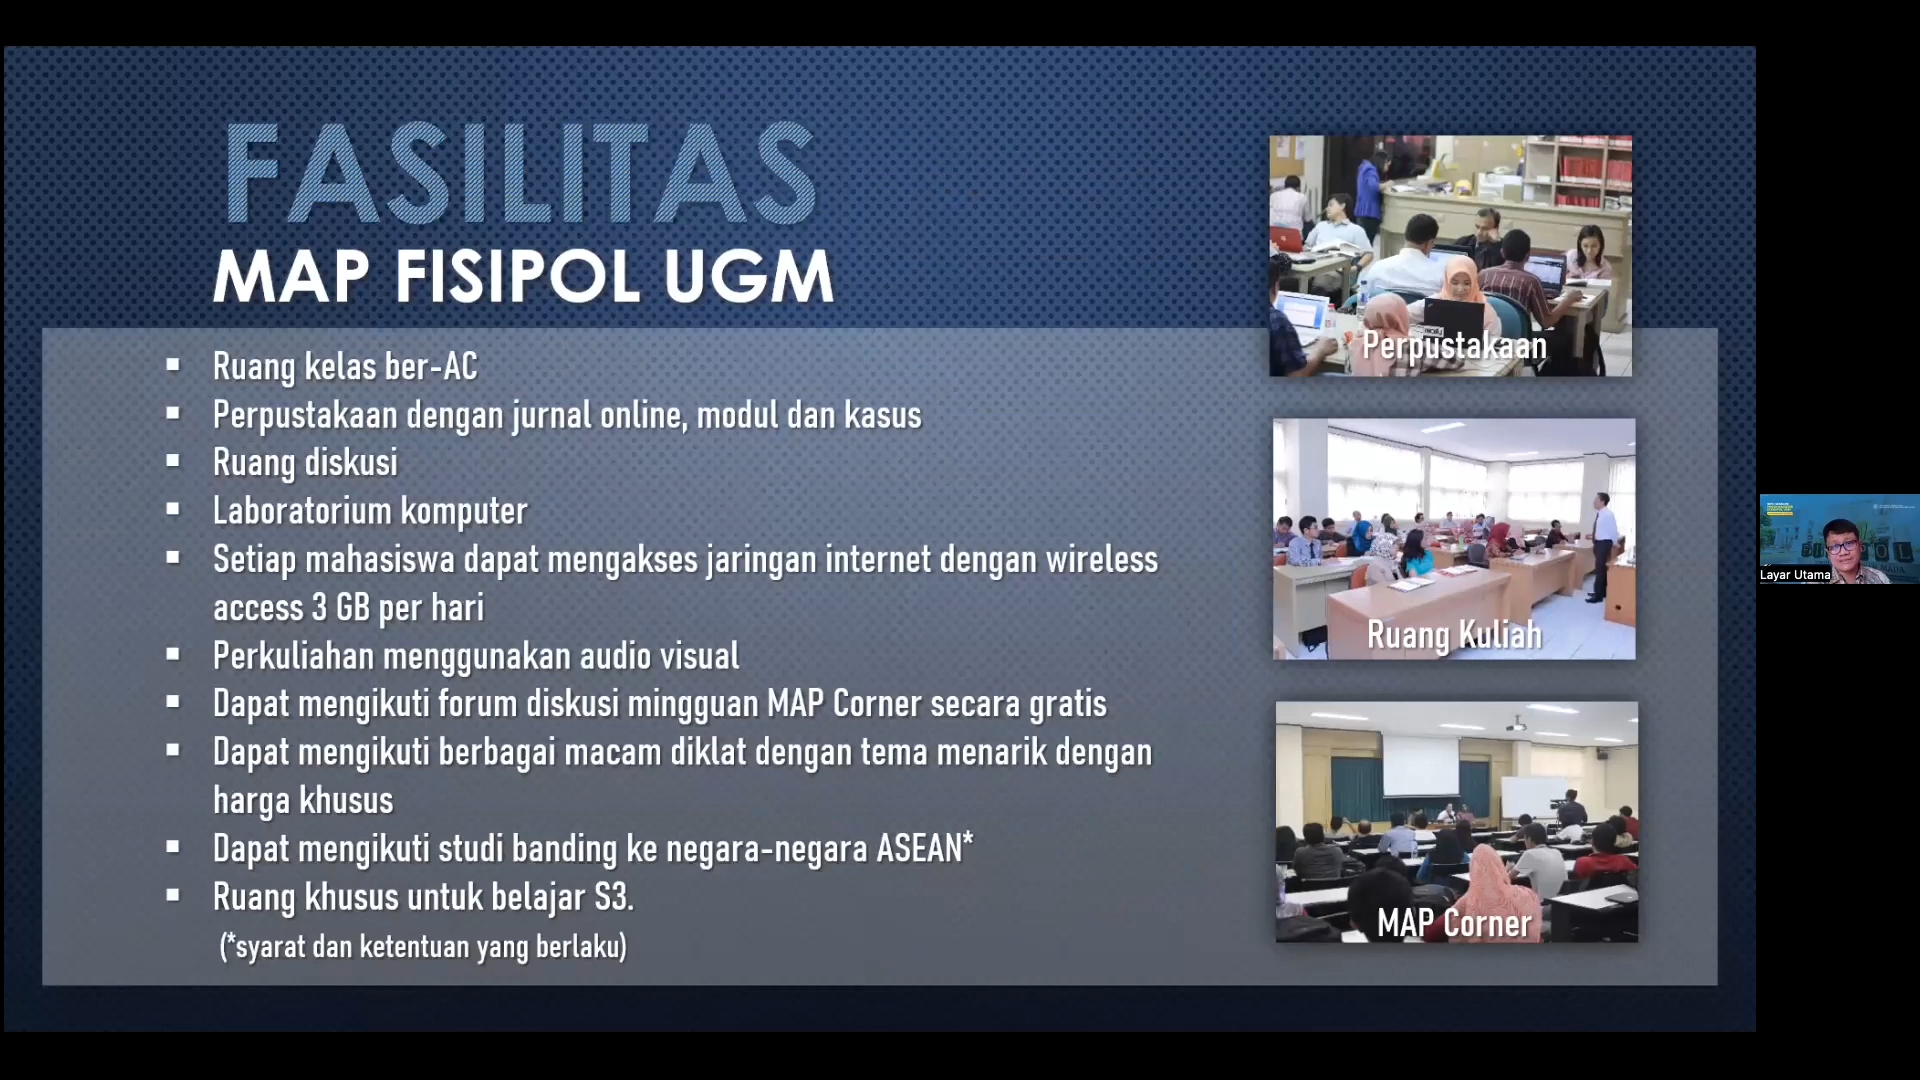 FASILITAS
MAP FISIPOL UGM
▪ Ruang kelas ber-AC
▪ Perpustakaan dengan jurnal online, modul dan kasus
▪ Ruang diskusi
▪ Laboratorium komputer
▪ Setiap mahasiswa dapat mengakses jaringan internet dengan wireless
access 3 GB per hari
▪ Perkuliahan menggunakan audio visual
▪ Dapat mengikuti forum diskusi mingguan MAP Corner secara gratis
▪ Dapat mengikuti berbagai macam diklat dengan tema menarik dengan
harga khusus
▪ Dapat mengikuti studi banding ke negara-negara ASEAN*
▪ Ruang khusus untuk belajar S3.
(*syarat dan ketentuan yang berlaku)
Perpustakaan
Ruang Kuliah
MAP Corner
Layar Utama